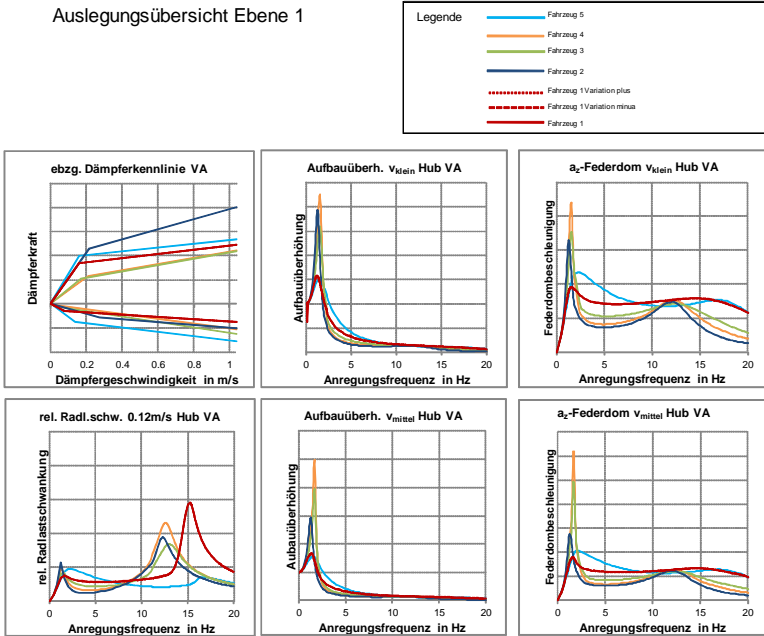 Auslegungsübersicht Ebene 1
Legende
Fahrzeug 5
Fahrzeug 4
Fahrzeug 3
Fahrzeug 2
Fahrzeug 1 Variation plus
Fahrzeug 1 Variation minua
Fahrzeug 1
ebzg. Dämpferkennlinie VA
Dämpferkraft
0 0.2 0.4 0.6 0.8 1
Dämpfergeschwindigkeit in m/s
Aufbauüberh. vklein Hub VA
Aufbauüberhöhung
0 5 10 15 20
Anregungsfrequenz in Hz
az-Federdom vklein Hub VA
Federdombeschleunigung
0 5 10 15 20
Anregungsfrequenz in Hz
rel. Radl.schw. 0.12m/s Hub VA
rel. Radlastschwankung
0 5 10 15 20
Anregungsfrequenz in Hz
Aufbauüberh. vmittel Hub VA
Aubauüberhöhung
0 5 10 15 20
Anregungsfrequenz in Hz
az-Federdom vmittel Hub VA
Federdombeschleunigung
0 5 10 15 20
Anregungsfrequenz in Hz